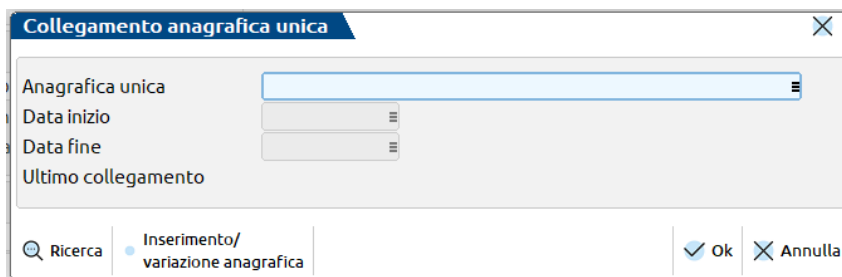 Collegamento anagrafica unica
Anagrafica unica
Data inizio
Data fine
Ultimo collegamento
Ricerca
Inserimento/
variazione anagrafica
Ok
Annulla